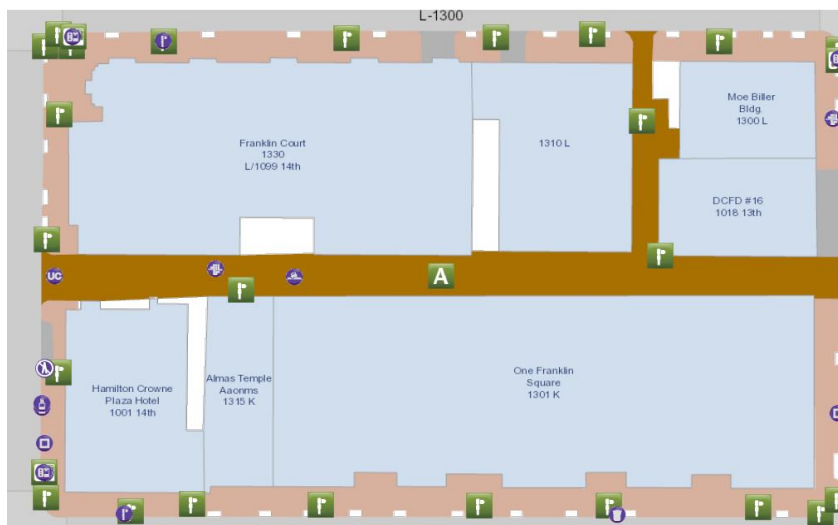 L-1300
Franklin Court
1330
L/1099 14th
1310 L
Moe Biller
Bldg.
1300 L
DCFD #16
1018 13th
UC
A
Hamilton Crowne
Plaza Hotel
1001 14th
Almas Temple
Aaonms
1315 K
One Franklin
Square
1301 K